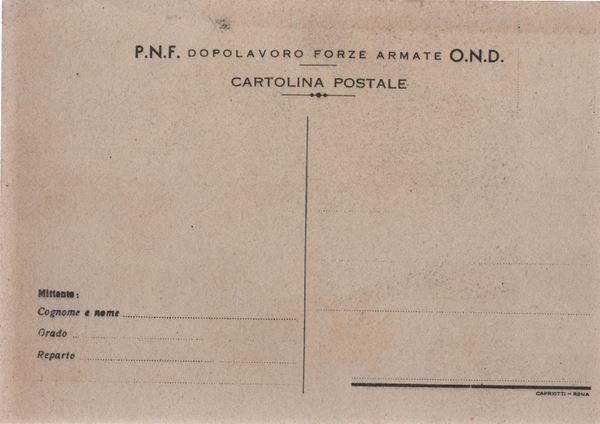 P.N.F. DOPOLAVORO FORZE ARMATE O.N.D.
CARTOLINA POSTALE
Mittente:
Cognome e nome
Grado
Reparto
CAPRIOTTI - ROMA